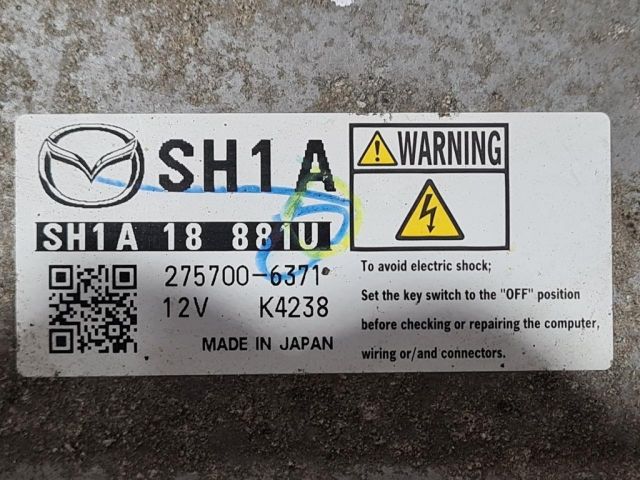 SH1A
SH1A 18 881U
275700-6371
12V K4238
MADE IN JAPAN
WARNING
To avoid electric shock;
Set the key switch to the "OFF" position
before checking or repairing the computer,
wiring or/and connectors.